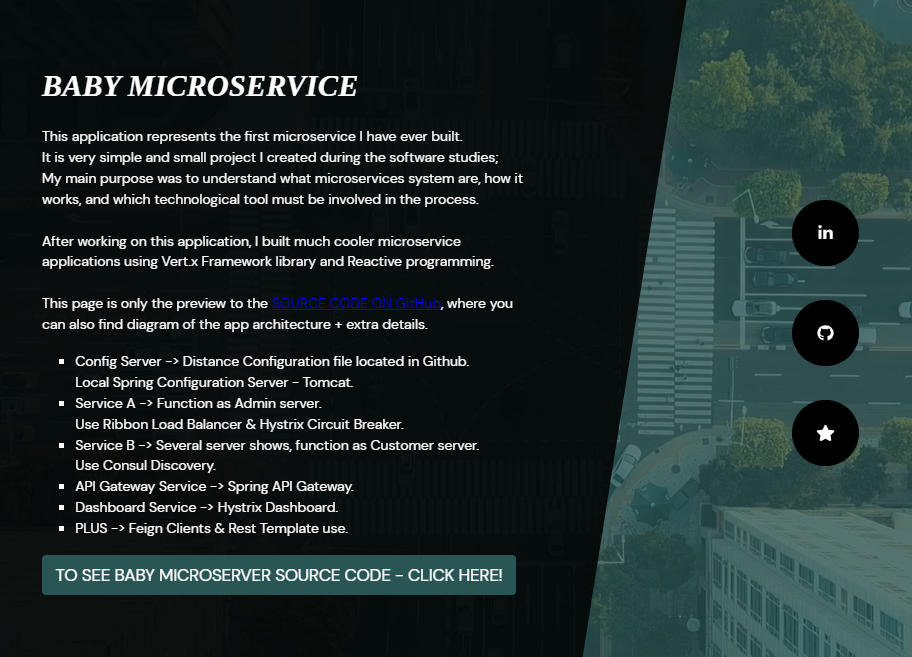 BABY MICROSERVICE
This application represents the first microservice I have ever built.
It is very simple and small project I created during the software studies;
My main purpose was to understand what microservices system are, how it
works, and which technological tool must be involved in the process.
After working on this application, I built much cooler microservice
applications using Vert.x Framework library and Reactive programming.
This page is only the preview to the SOURCE CODE ON GitHub, where you
can also find diagram of the app architecture + extra details.
Config Server -> Distance Configuration file located in Github.
Local Spring Configuration Server - Tomcat.
Service A -> Function as Admin server.
Use Ribbon Load Balancer & Hystrix Circuit Breaker.
Service B -> Several server shows, function as Customer server.
Use Consul Discovery.
API Gateway Service -> Spring API Gateway.
Dashboard Service -> Hystrix Dashboard.
PLUS -> Feign Clients & Rest Template use.
TO SEE BABY MICROSERVER SOURCE CODE - CLICK HERE!
in